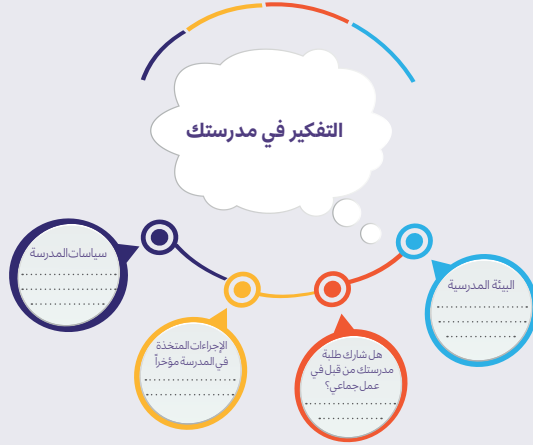 التفكير في مدرستك
البيئة المدرسية
هل شارك طلبة
مدرستك من قبل في
عمل جماعي؟
الإجراءات المتخذة
في المدرسة مؤخراً
سياسات المدرسة